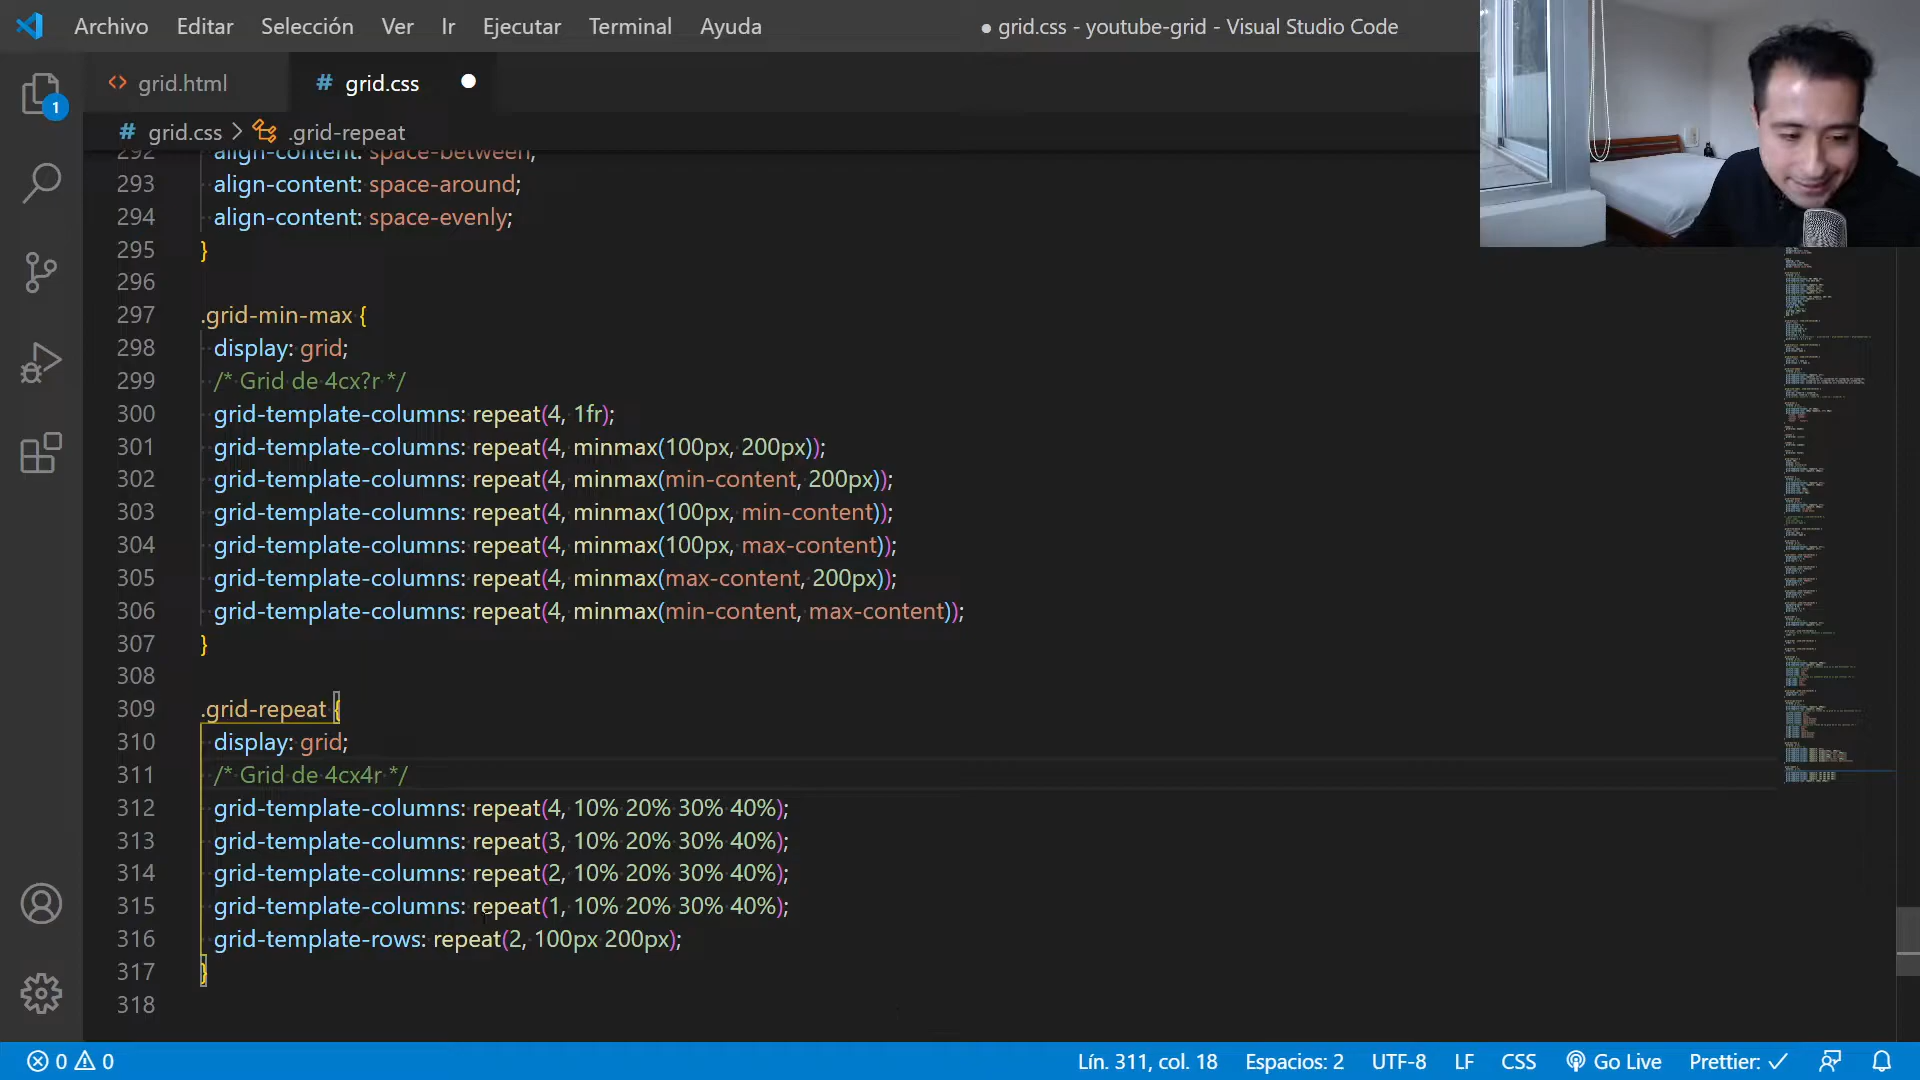 Archivo Editar Selección Ver Ir Ejecutar Terminal Ayuda ● grid.css - youtube-grid - Visual Studio Code
grid.html grid.css
grid.css > .grid-repeat
292 align-content: space-between;
293 align-content: space-around;
294 align-content: space-evenly;
295 }
296
297 .grid-min-max {
298 display: grid;
299 /* Grid de 4cx?r */
300 grid-template-columns: repeat(4, 1fr);
301 grid-template-columns: repeat(4, minmax(100px, 200px));
302 grid-template-columns: repeat(4, minmax(min-content, 200px));
303 grid-template-columns: repeat(4, minmax(100px, min-content));
304 grid-template-columns: repeat(4, minmax(100px, max-content));
305 grid-template-columns: repeat(4, minmax(max-content, 200px));
306 grid-template-columns: repeat(4, minmax(min-content, max-content));
307 }
308
309 .grid-repeat {
310 display: grid;
311 /* Grid de 4cx4r */
312 grid-template-columns: repeat(4, 10% 20% 30% 40%);
313 grid-template-columns: repeat(3, 10% 20% 30% 40%);
314 grid-template-columns: repeat(2, 10% 20% 30% 40%);
315 grid-template-columns: repeat(1, 10% 20% 30% 40%);
316 grid-template-rows: repeat(2, 100px 200px);
317 }
318
1
0 0 Lín. 311, col. 18 Espacios: 2 UTF-8 LF CSS Go Live Prettier: ✓